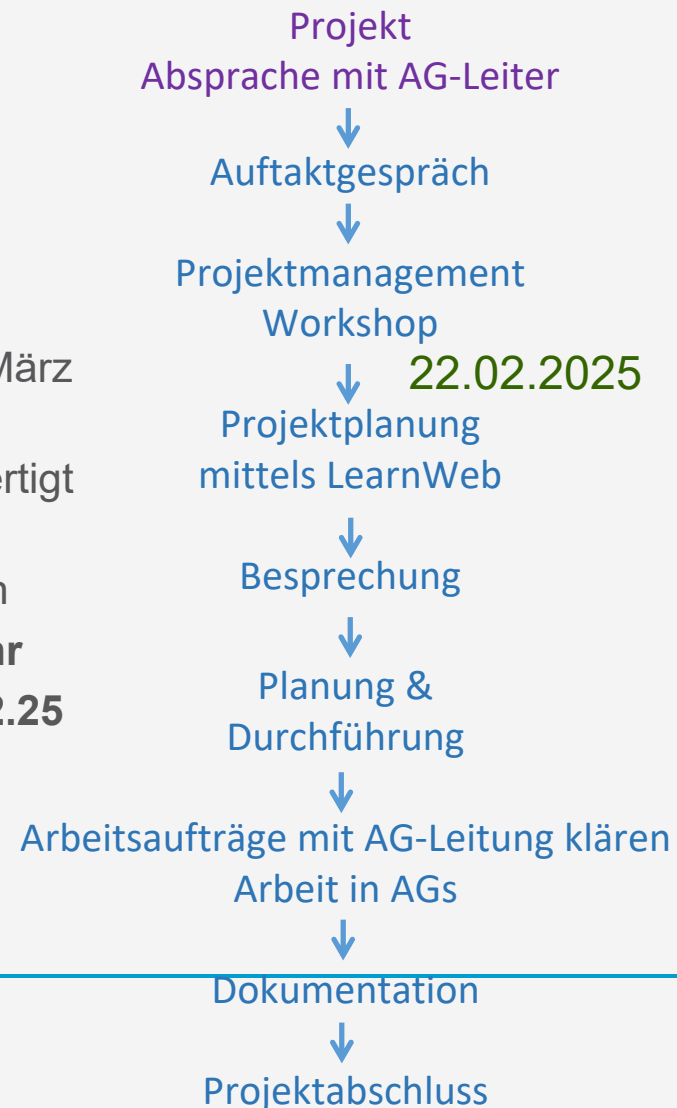 Projekt
Absprache mit AG-Leiter
Auftaktgespräch
Projektmanagement
Workshop
März
22.02.2025
Projektplanung
mittels LearnWeb
Besprechung
Planung &
Durchführung
Arbeitsaufträge mit AG-Leitung klären
Arbeit in AGs
Dokumentation
Projektabschluss